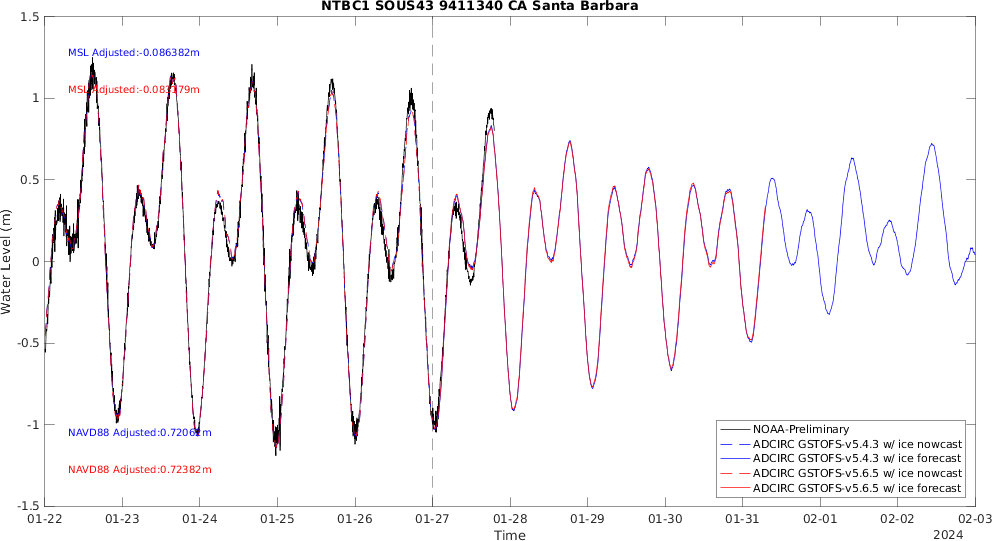 NTBC1 SOUS43 9411340 CA Santa Barbara
1.5
1
0.5
0
-0.5
-1
-1.5
Water Level (m)
MSL Adjusted:-0.086382m
MSL Adjusted:-0.083179m
NAVD88 Adjusted:0.72062m
NAVD88 Adjusted:0.72382m
NOAA-Preliminary
ADCIRC GSTOFS-v5.4.3 w/ ice nowcast
ADCIRC GSTOFS-v5.4.3 w/ ice forecast
ADCIRC GSTOFS-v5.6.5 w/ ice nowcast
ADCIRC GSTOFS-v5.6.5 w/ ice forecast
01-22 01-23 01-24 01-25 01-26 01-27 01-28 01-29 01-30 01-31 02-01 02-02 02-03
Time
2024